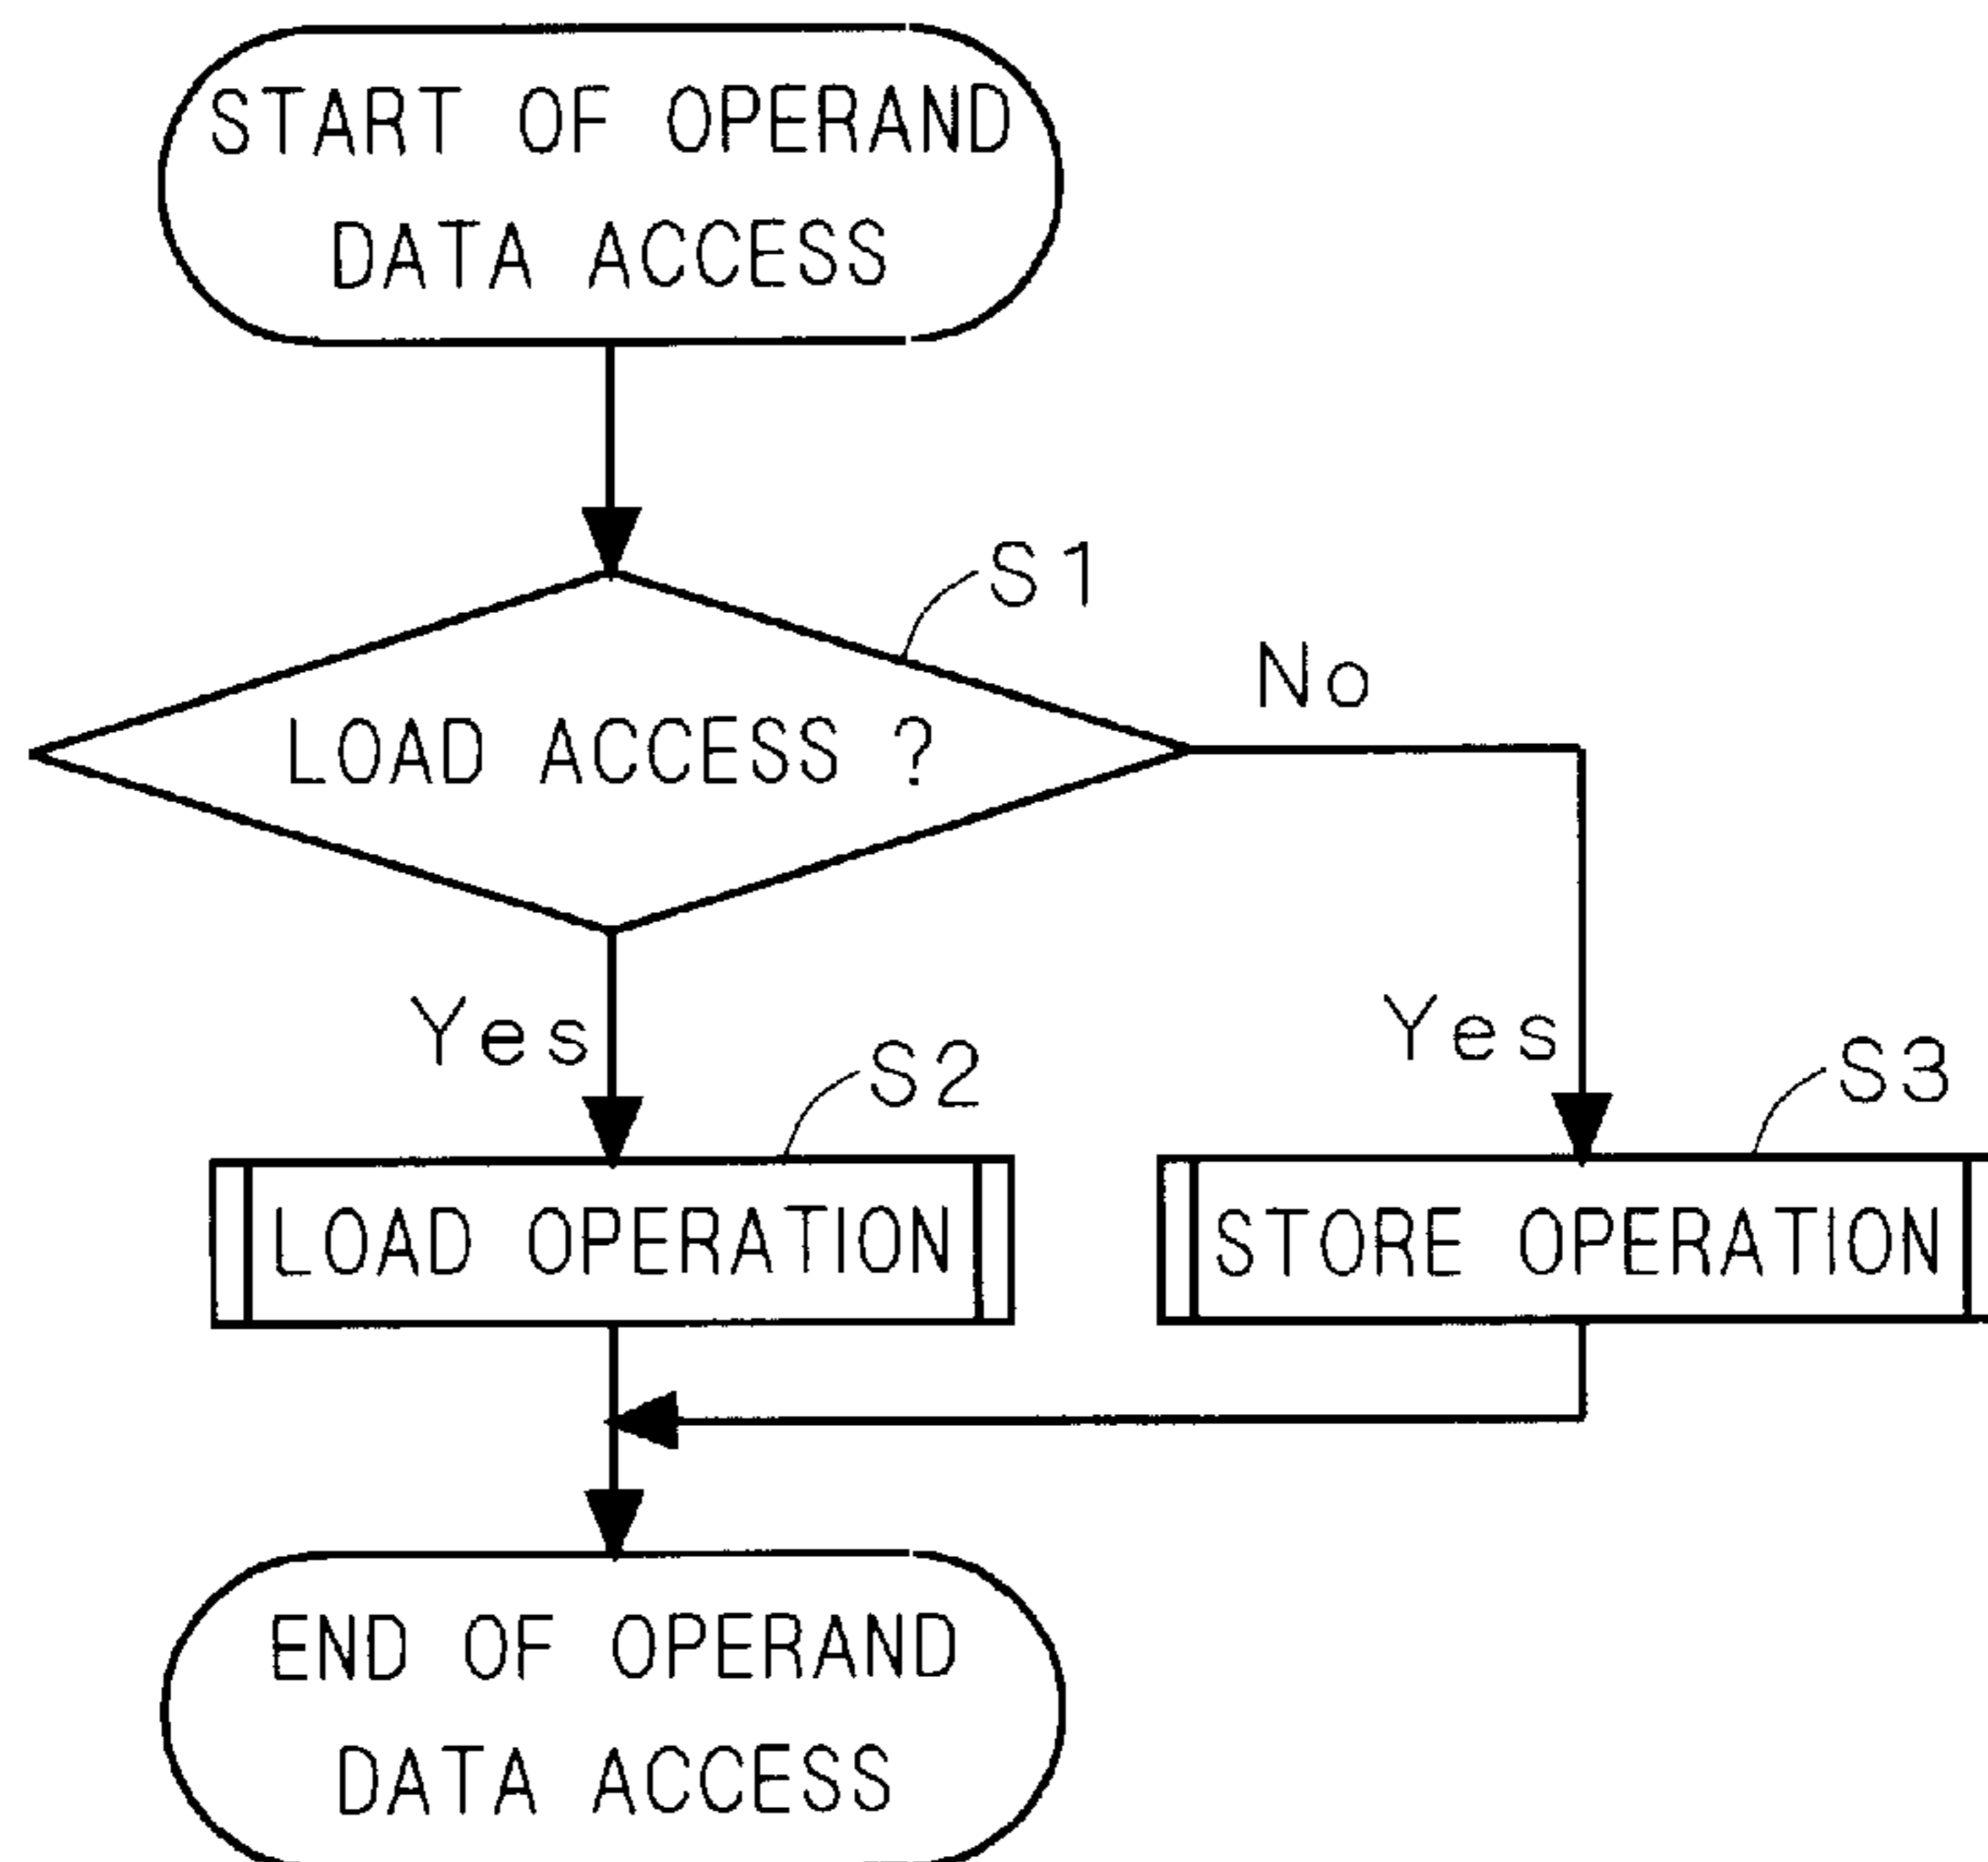 START OF OPERAND
DATA ACCESS
S1
No
LOAD ACCESS ?
Yes
Yes
S2
S3
LOAD OPERATION
STORE OPERATION
END OF OPERAND
DATA ACCESS